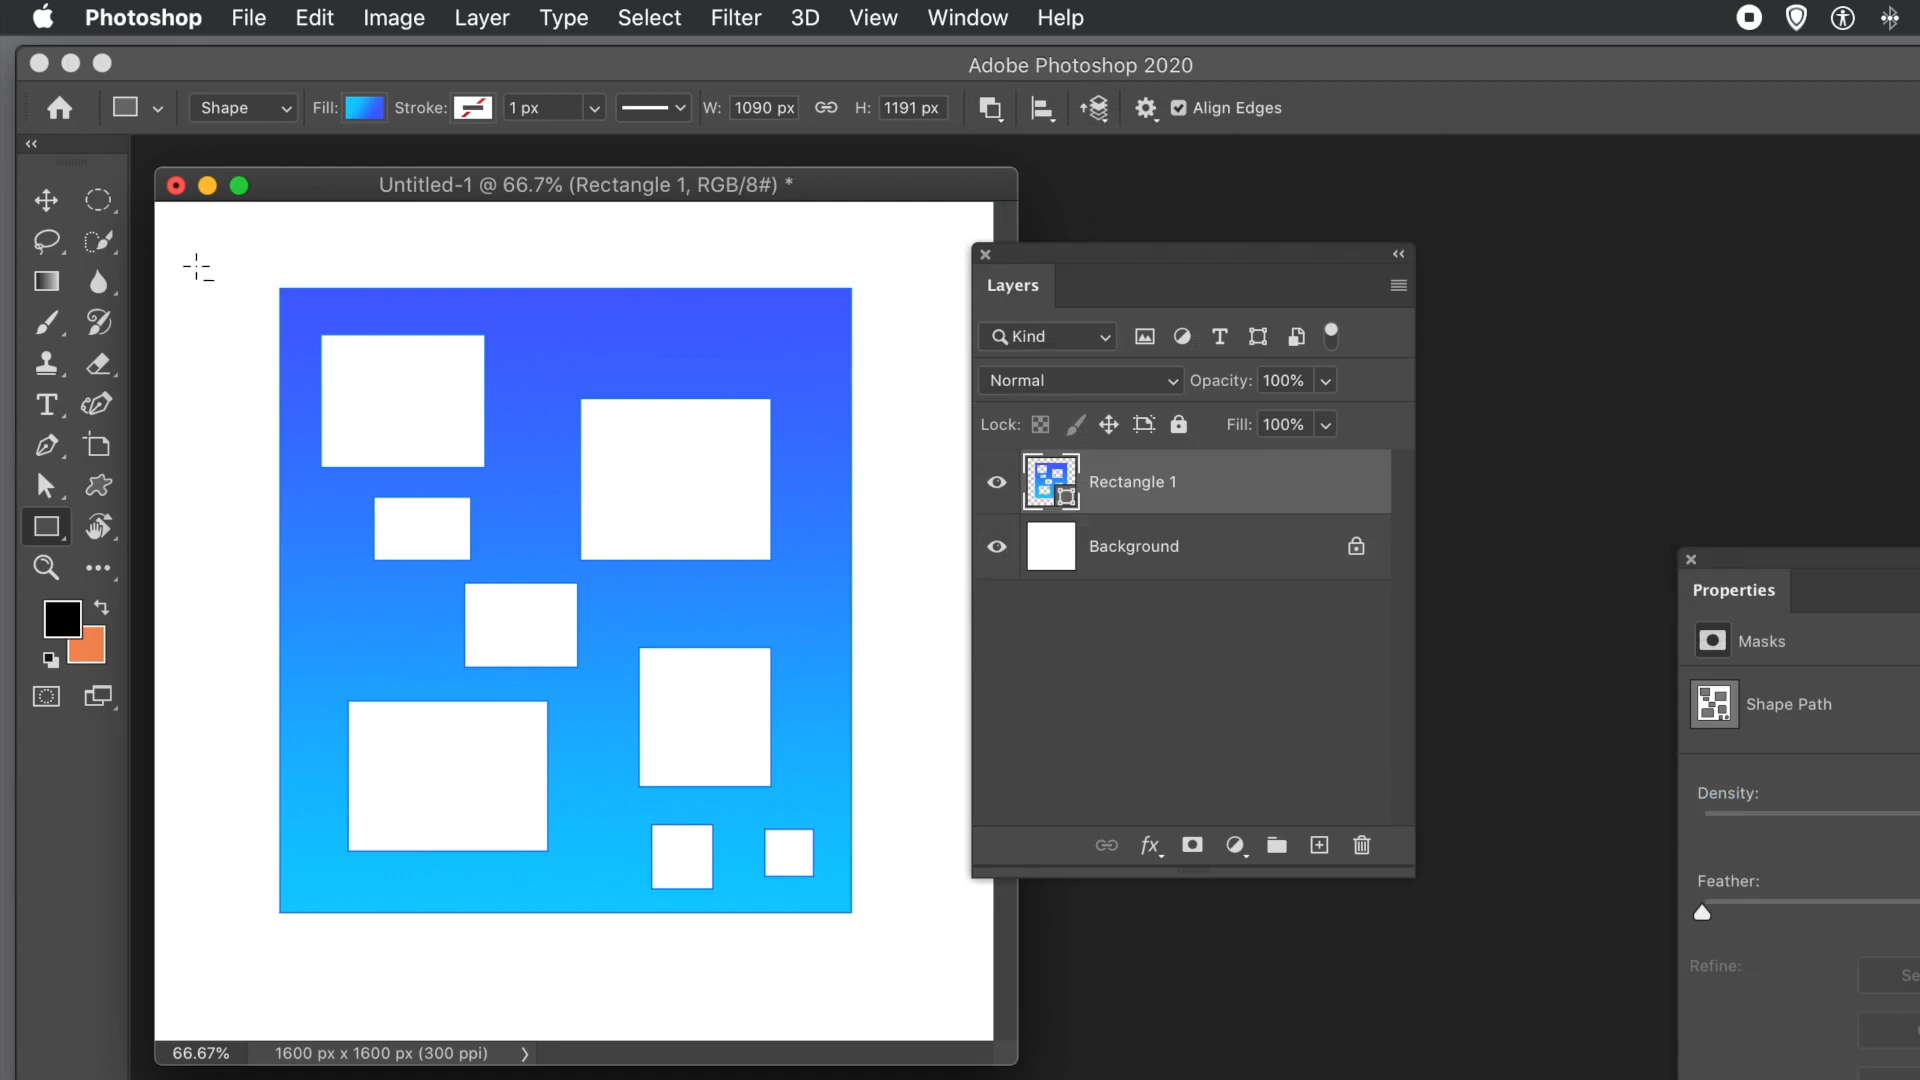 Photoshop File Edit Image Layer Type Select Filter 3D View Window Help
Adobe Photoshop 2020
Shape Fill: Stroke: 1 px W: 1090 px H: 1191 px Align Edges
Untitled-1 @ 66.7% (Rectangle 1, RGB/8#) *
Layers
Kind
Normal Opacity: 100%
Lock: Fill: 100%
Rectangle 1
Background
Properties
Masks
Shape Path
Density:
Feather:
Refine:
66.67% 1600 px x 1600 px (300 ppi)